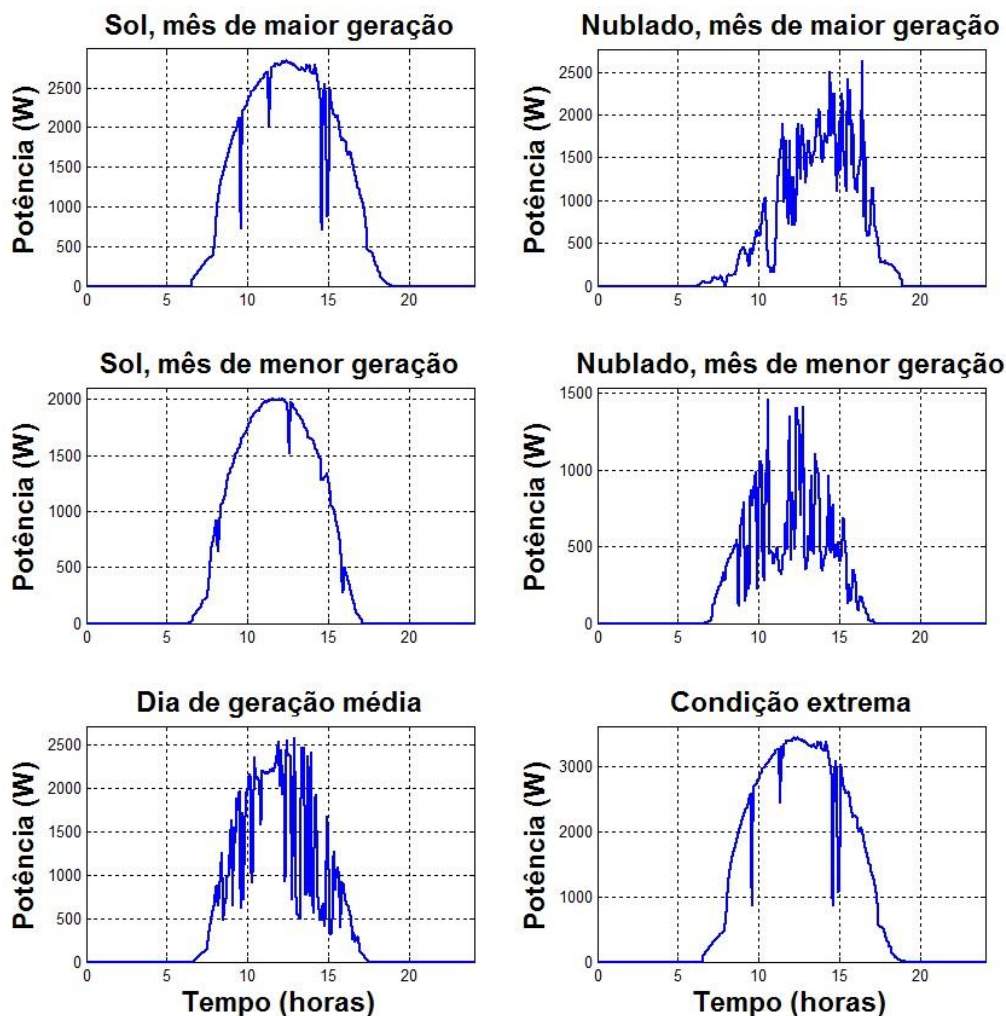 Sol, mês de maior geração
Nublado, mês de maior geração
Potência (W)
2500
2000
1500
1000
500
0
0 5 10 15 20
Potência (W)
2500
2000
1500
1000
500
0
0 5 10 15 20
Sol, mês de menor geração
Nublado, mês de menor geração
Potência (W)
2000
1500
1000
500
0
0 5 10 15 20
Potência (W)
1500
1000
500
0
0 5 10 15 20
Dia de geração média
Condição extrema
Potência (W)
2500
2000
1500
1000
500
0
0 5 10 15 20
Tempo (horas)
Potência (W)
3000
2000
1000
0
0 5 10 15 20
Tempo (horas)